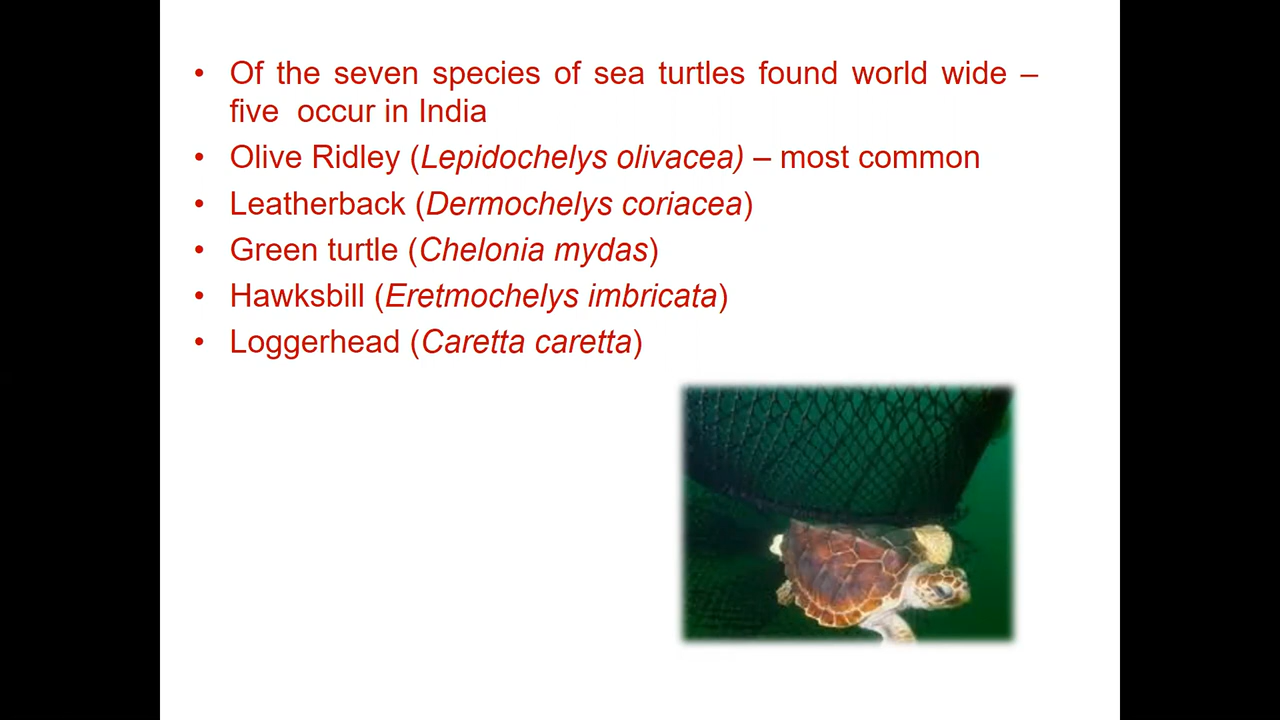 • Of the seven species of sea turtles found world wide –
five  occur in India
• Olive Ridley (Lepidochelys olivacea) – most common
• Leatherback (Dermochelys coriacea)
• Green turtle (Chelonia mydas)
• Hawksbill (Eretmochelys imbricata)
• Loggerhead (Caretta caretta)